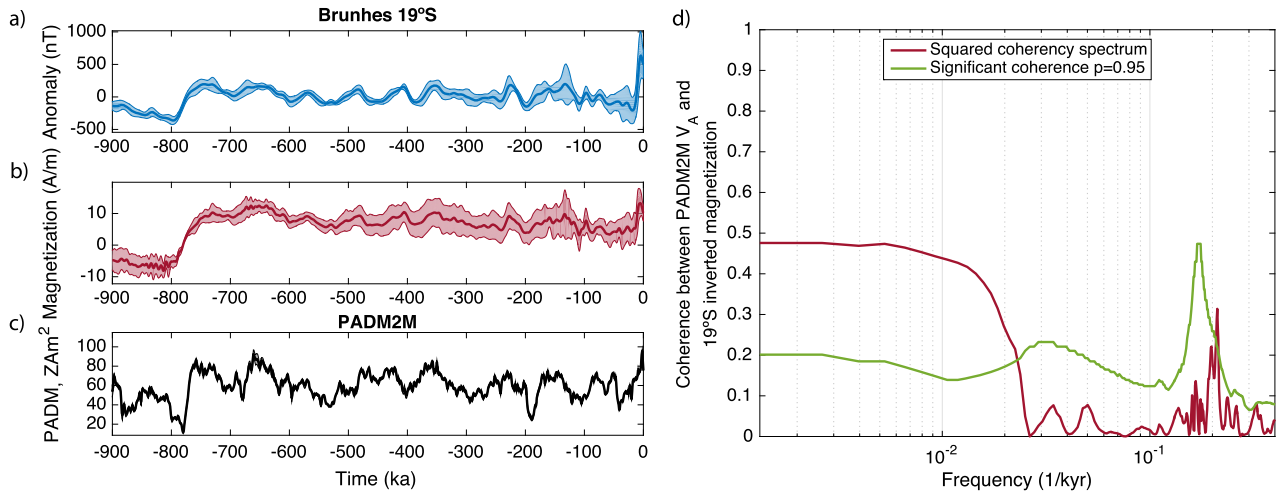 a)
Brunhes 19ºS
Anomaly (nT)
1000
500
0
-500
-900 -800 -700 -600 -500 -400 -300 -200 -100 0
b)
Magnetization (A/m)
10
0
-10
-900 -800 -700 -600 -500 -400 -300 -200 -100 0
c)
PADM2M
PADM, ZAm²
100
80
60
40
20
-900 -800 -700 -600 -500 -400 -300 -200 -100 0
Time (ka)
d)
Squared coherency spectrum
Significant coherence p=0.95
Coherence between PADM2M V_A and
19ºS inverted magnetization
1
0.9
0.8
0.7
0.6
0.5
0.4
0.3
0.2
0.1
0
10⁻² 10⁻¹
Frequency (1/kyr)